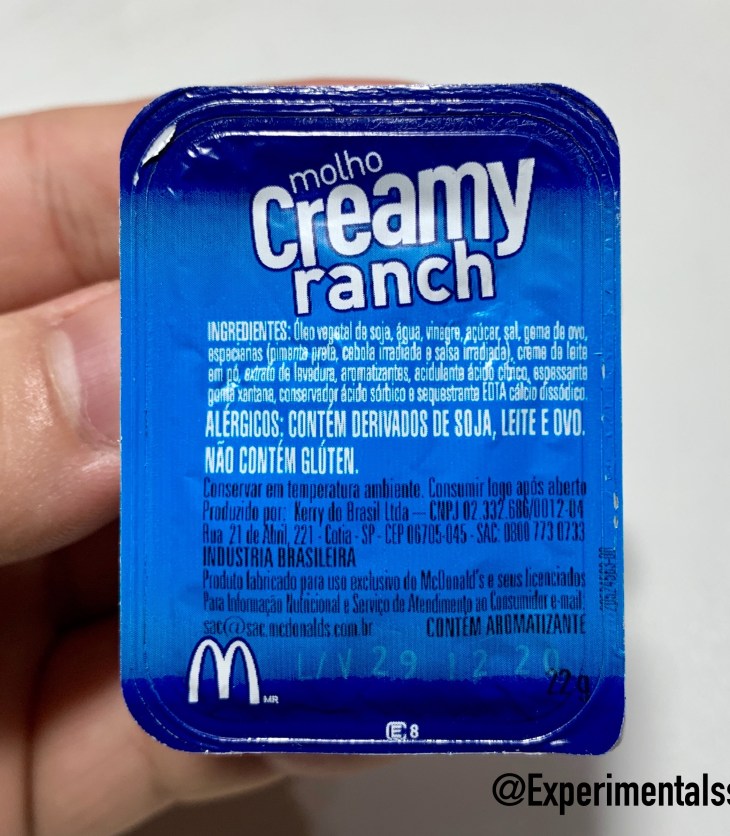 molho
Creamy
ranch
INGREDIENTES: Óleo vegetal de soja, água, vinagre, açúcar, sal, gema de ovo,
especiarias (pimenta preta, cebola irradiada e salsa irradiada), creme de leite
em pó, extrato de levedura, aromatizantes, acidulante ácido cítrico, espessante
goma xantana, conservador ácido sórbico e sequestrante EDTA cálcio dissódico.
ALÉRGICOS: CONTÉM DERIVADOS DE SOJA, LEITE E OVO.
NÃO CONTÉM GLÚTEN.
Conservar em temperatura ambiente. Consumir logo após aberto
Produzido por: Kerry do Brasil Ltda – CNPJ 02.332.686/0012-04
Rua 21 de Abril, 221 - Cotia - SP - CEP 06705-045 - SAC: 0800 773 0733
INDÚSTRIA BRASILEIRA
Produto fabricado para uso exclusivo do McDonald's e seus licenciados
Para Informação Nutricional e Serviço de Atendimento ao Consumidor e-mail:
sac@sac.mcdonalds.com.br CONTÉM AROMATIZANTE
L/V 29 12 20
22g
MR
E 8
@Experimentalss